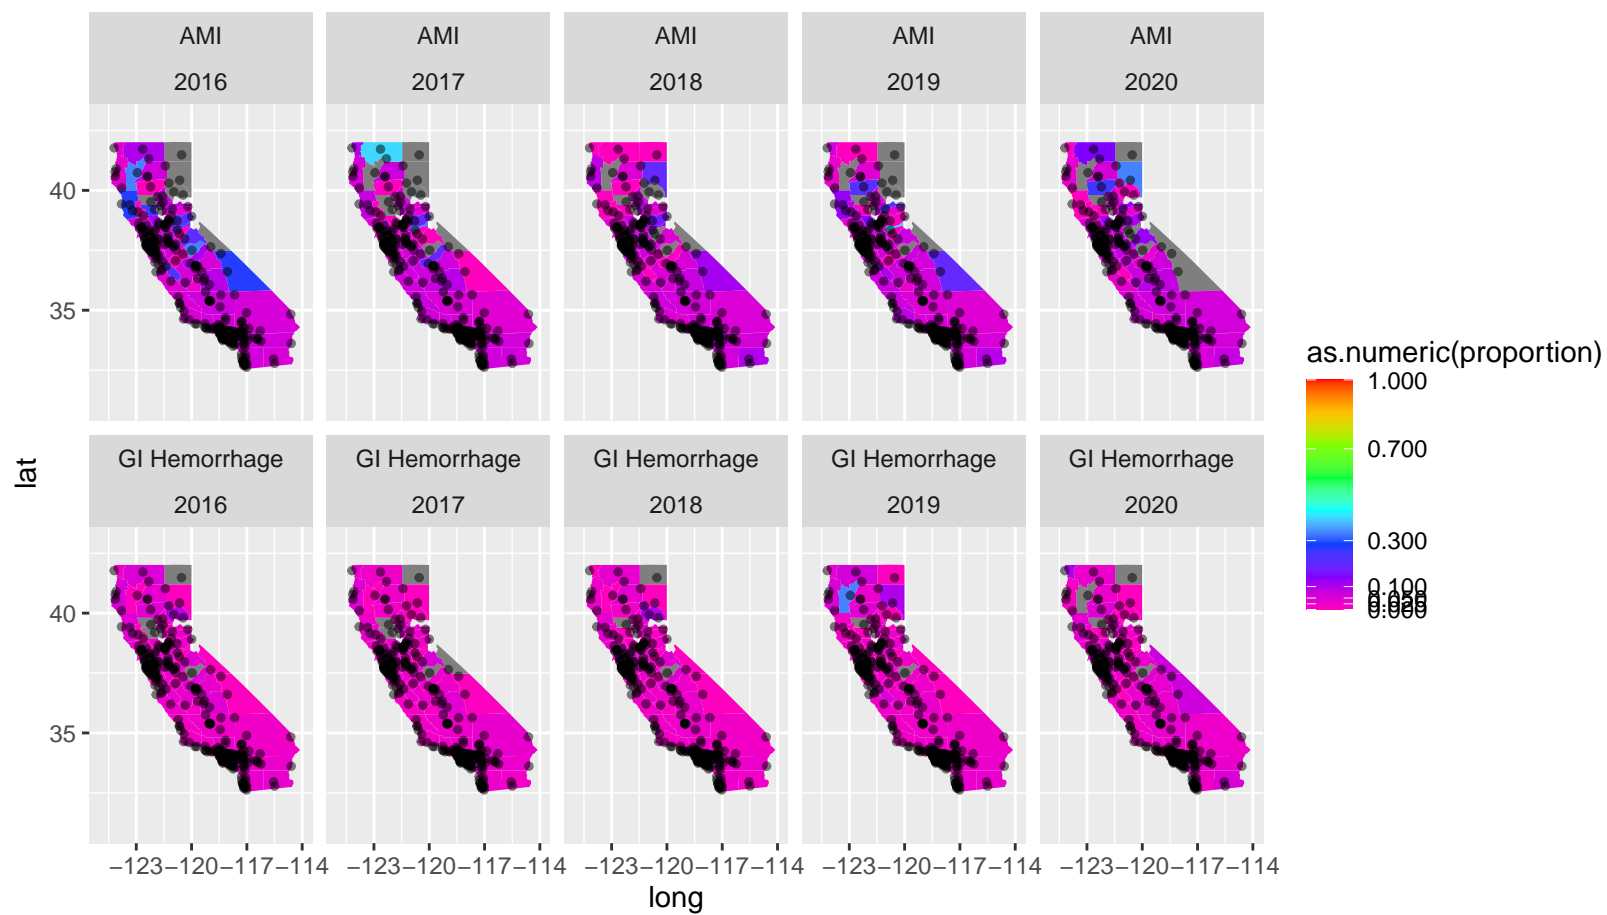 AMI AMI AMI AMI AMI
2016 2017 2018 2019 2020
40
35
GI Hemorrhage GI Hemorrhage GI Hemorrhage GI Hemorrhage GI Hemorrhage
2016 2017 2018 2019 2020
40
35
−123 −120 −117 −114 −123 −120 −117 −114 −123 −120 −117 −114 −123 −120 −117 −114 −123 −120 −117 −114
long
lat
as.numeric(proportion)
1.000
0.700
0.300
0.100
0.000